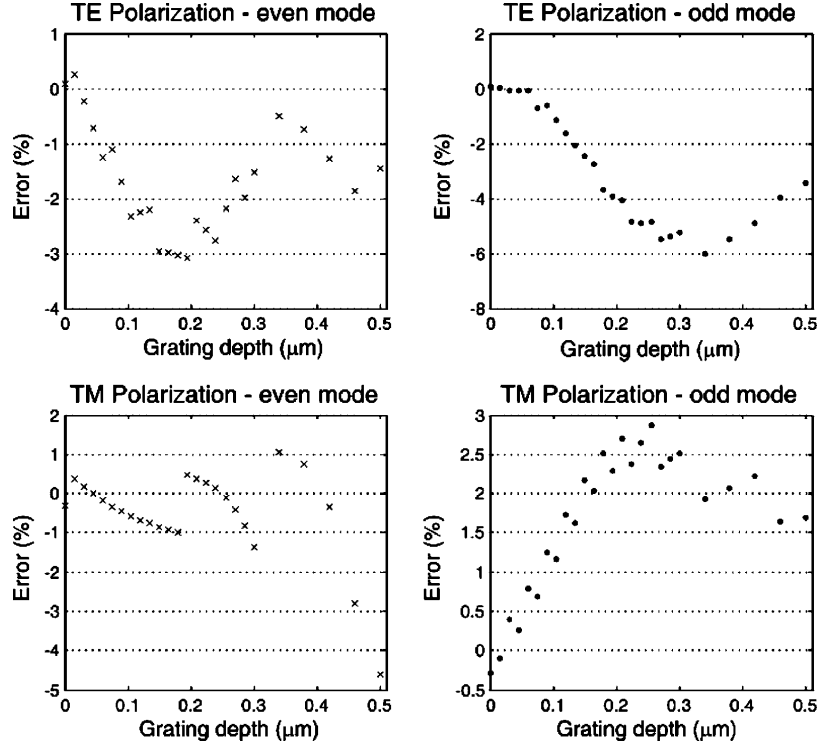 TE Polarization - even mode
1
0
-1
-2
-3
-4
Error (%)
0 0.1 0.2 0.3 0.4 0.5
Grating depth (μm)
TE Polarization - odd mode
2
0
-2
-4
-6
-8
Error (%)
0 0.1 0.2 0.3 0.4 0.5
Grating depth (μm)
TM Polarization - even mode
2
1
0
-1
-2
-3
-4
-5
Error (%)
0 0.1 0.2 0.3 0.4 0.5
Grating depth (μm)
TM Polarization - odd mode
3
2.5
2
1.5
1
0.5
0
-0.5
Error (%)
0 0.1 0.2 0.3 0.4 0.5
Grating depth (μm)